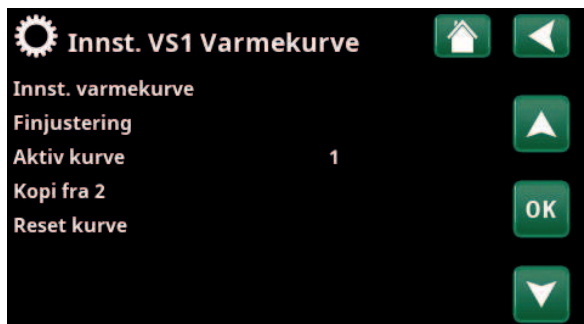 Innst. VS1 Varmekurve
Innst. varmekurve
Finjustering
Aktiv kurve 1
Kopi fra 2
OK
Reset kurve